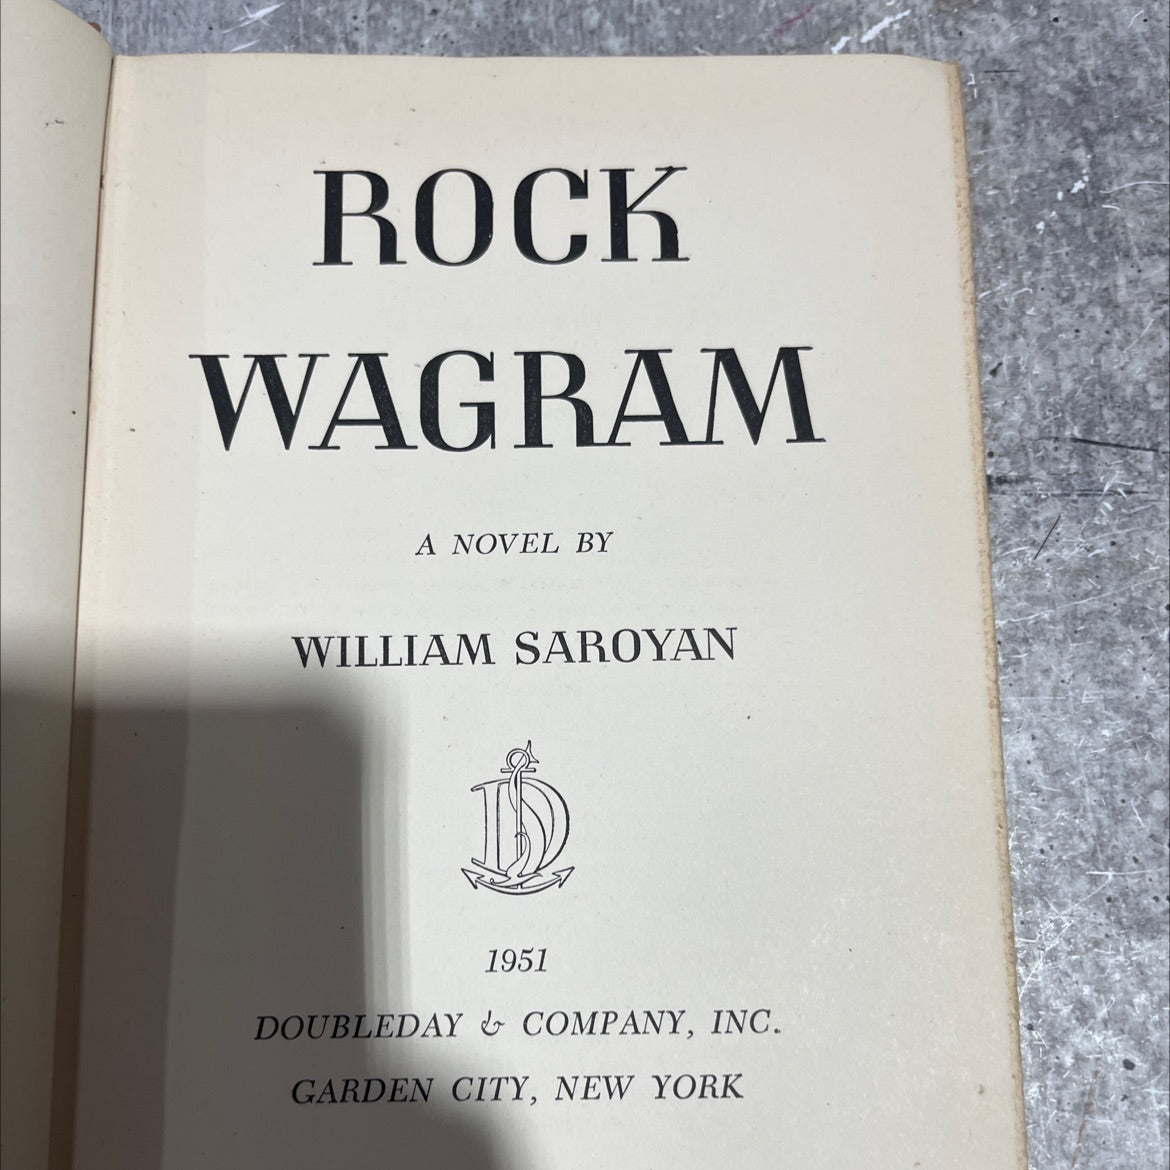 ROCK
WAGRAM
A NOVEL BY
WILLIAM SAROYAN
D
1951
DOUBLEDAY & COMPANY, INC.
GARDEN CITY, NEW YORK